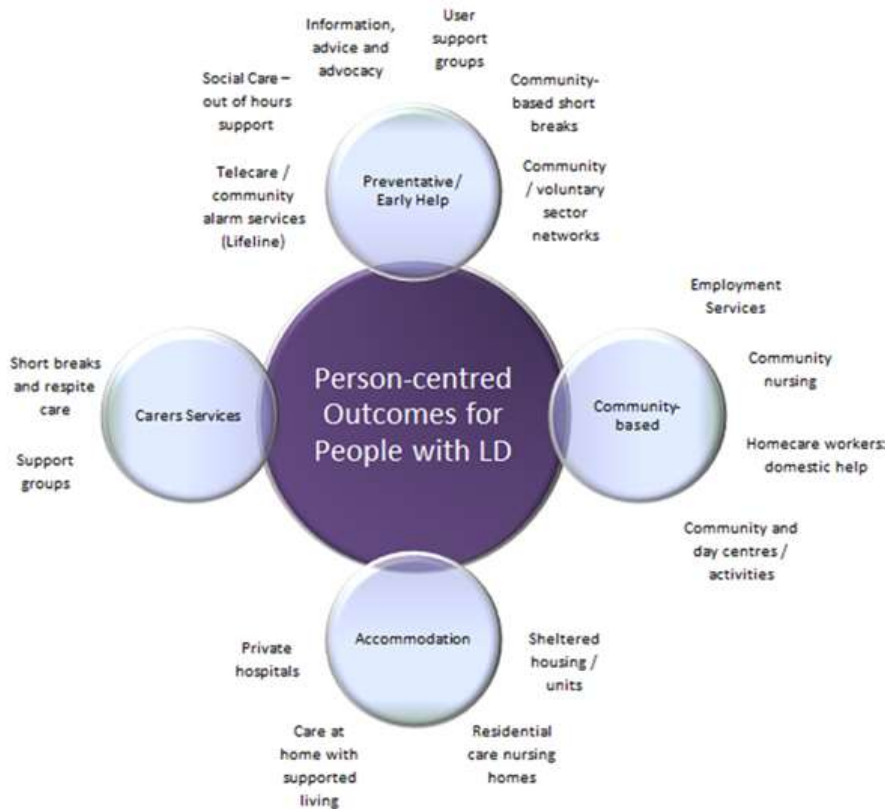 Information,
advice and
advocacy
User
support
groups
Social Care –
out of hours
support
Community-
based short
breaks
Telecare /
community
alarm services
(Lifeline)
Preventative/
Early Help
Community
/ voluntary
sector
networks
Employment
Services
Short breaks
and respite
care
Support
groups
Carers Services
Person-centred
Outcomes for
People with LD
Community-
based
Community
nursing
Homecare workers:
domestic help
Community and
day centres /
activities
Private
hospitals
Accommodation
Sheltered
housing /
units
Care at
home with
supported
living
Residential
care nursing
homes